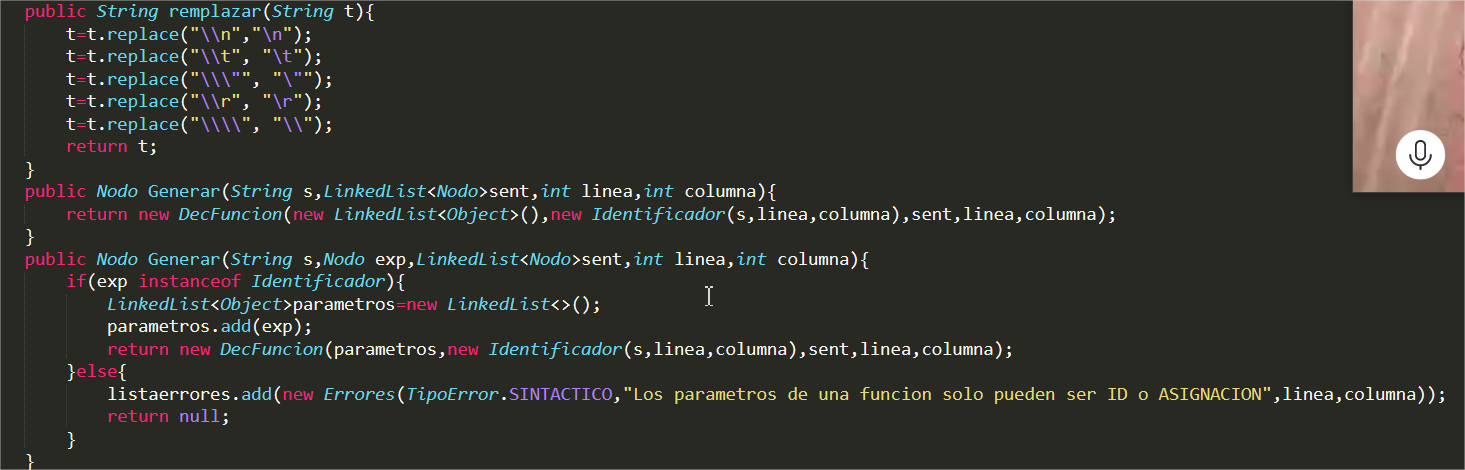 public String remplazar(String t){
    t=t.replace("\\n","\n");
    t=t.replace("\\t", "\t");
    t=t.replace("\\\"", "\"");
    t=t.replace("\\r", "\r");
    t=t.replace("\\\\", "\\");
    return t;
}
public Nodo Generar(String s,LinkedList<Nodo>sent,int linea,int columna){
    return new DecFuncion(new LinkedList<Object>(),new Identificador(s,linea,columna),sent,linea,columna);
}
public Nodo Generar(String s,Nodo exp,LinkedList<Nodo>sent,int linea,int columna){
    if(exp instanceof Identificador){
        LinkedList<Object>parametros=new LinkedList<>();
        parametros.add(exp);
        return new DecFuncion(parametros,new Identificador(s,linea,columna),sent,linea,columna);
    }else{
        listaerrores.add(new Errores(TipoError.SINTACTICO,"Los parametros de una funcion solo pueden ser ID o ASIGNACION",linea,columna));
        return null;
    }
}